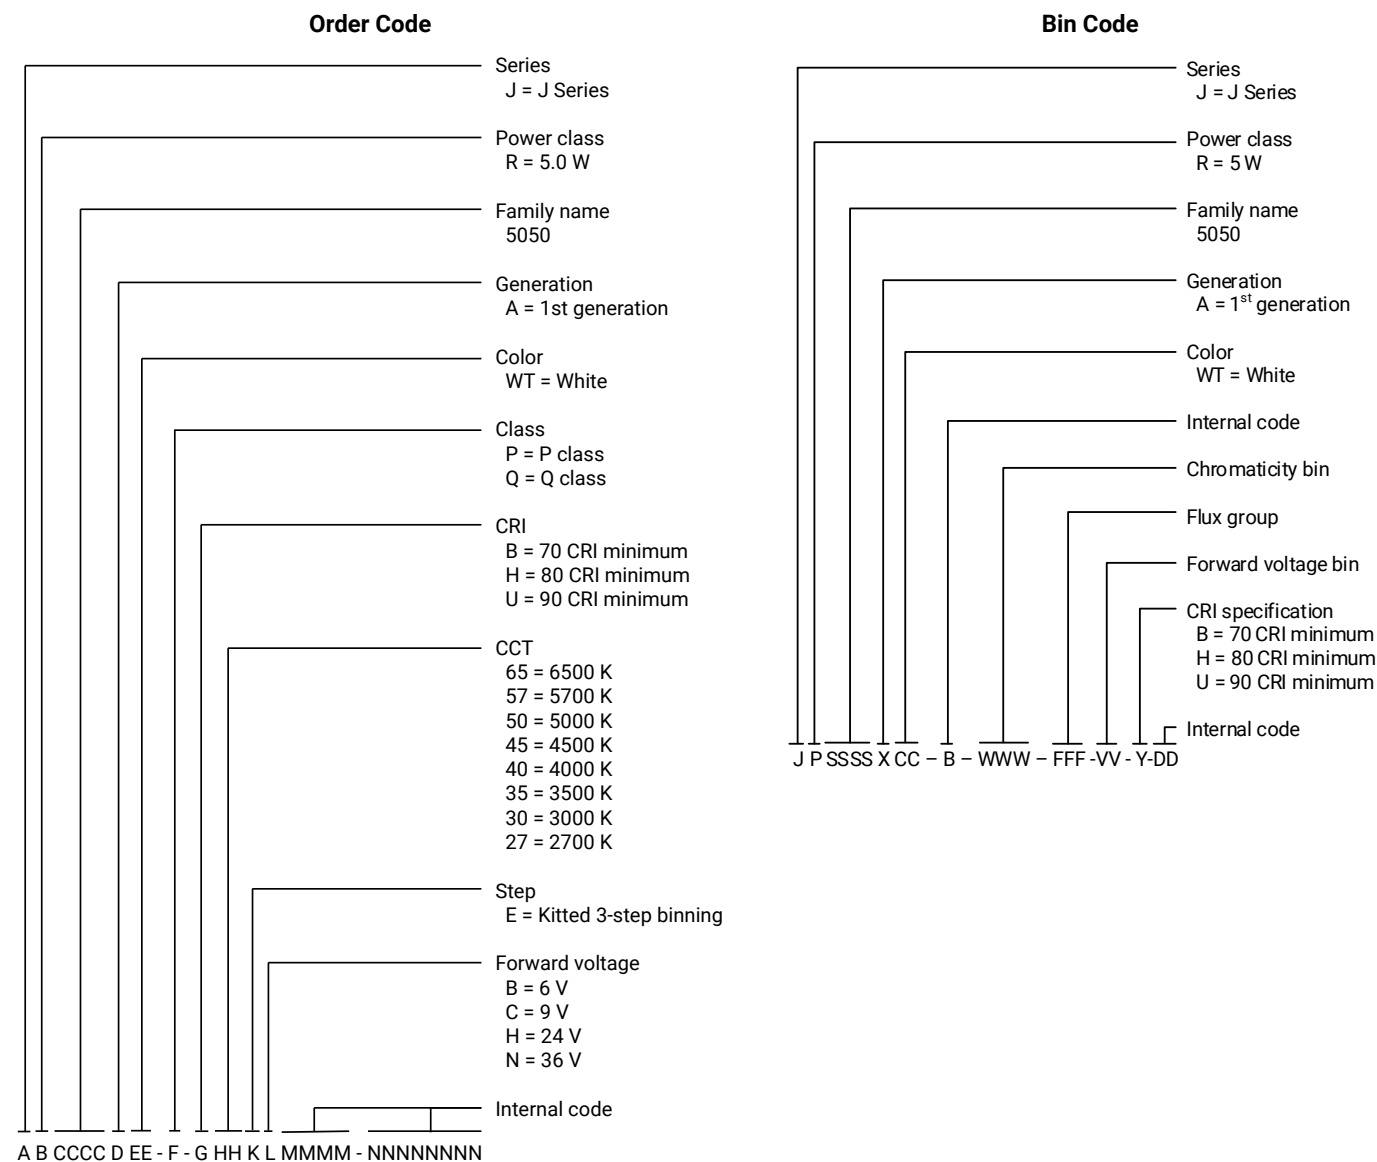 Order Code
Series
J = J Series
Power class
R = 5.0 W
Family name
5050
Generation
A = 1st generation
Color
WT = White
Class
P = P class
Q = Q class
CRI
B = 70 CRI minimum
H = 80 CRI minimum
U = 90 CRI minimum
CCT
65 = 6500 K
57 = 5700 K
50 = 5000 K
45 = 4500 K
40 = 4000 K
35 = 3500 K
30 = 3000 K
27 = 2700 K
Step
E = Kitted 3-step binning
Forward voltage
B = 6 V
C = 9 V
H = 24 V
N = 36 V
Internal code
A B CCCC D EE - F - G HH K L MMMM - NNNNNNNN
Bin Code
Series
J = J Series
Power class
R = 5 W
Family name
5050
Generation
A = 1st generation
Color
WT = White
Internal code
Chromaticity bin
Flux group
Forward voltage bin
CRI specification
B = 70 CRI minimum
H = 80 CRI minimum
U = 90 CRI minimum
Internal code
J P SSSS X CC – B – WWW – FFF -VV - Y-DD